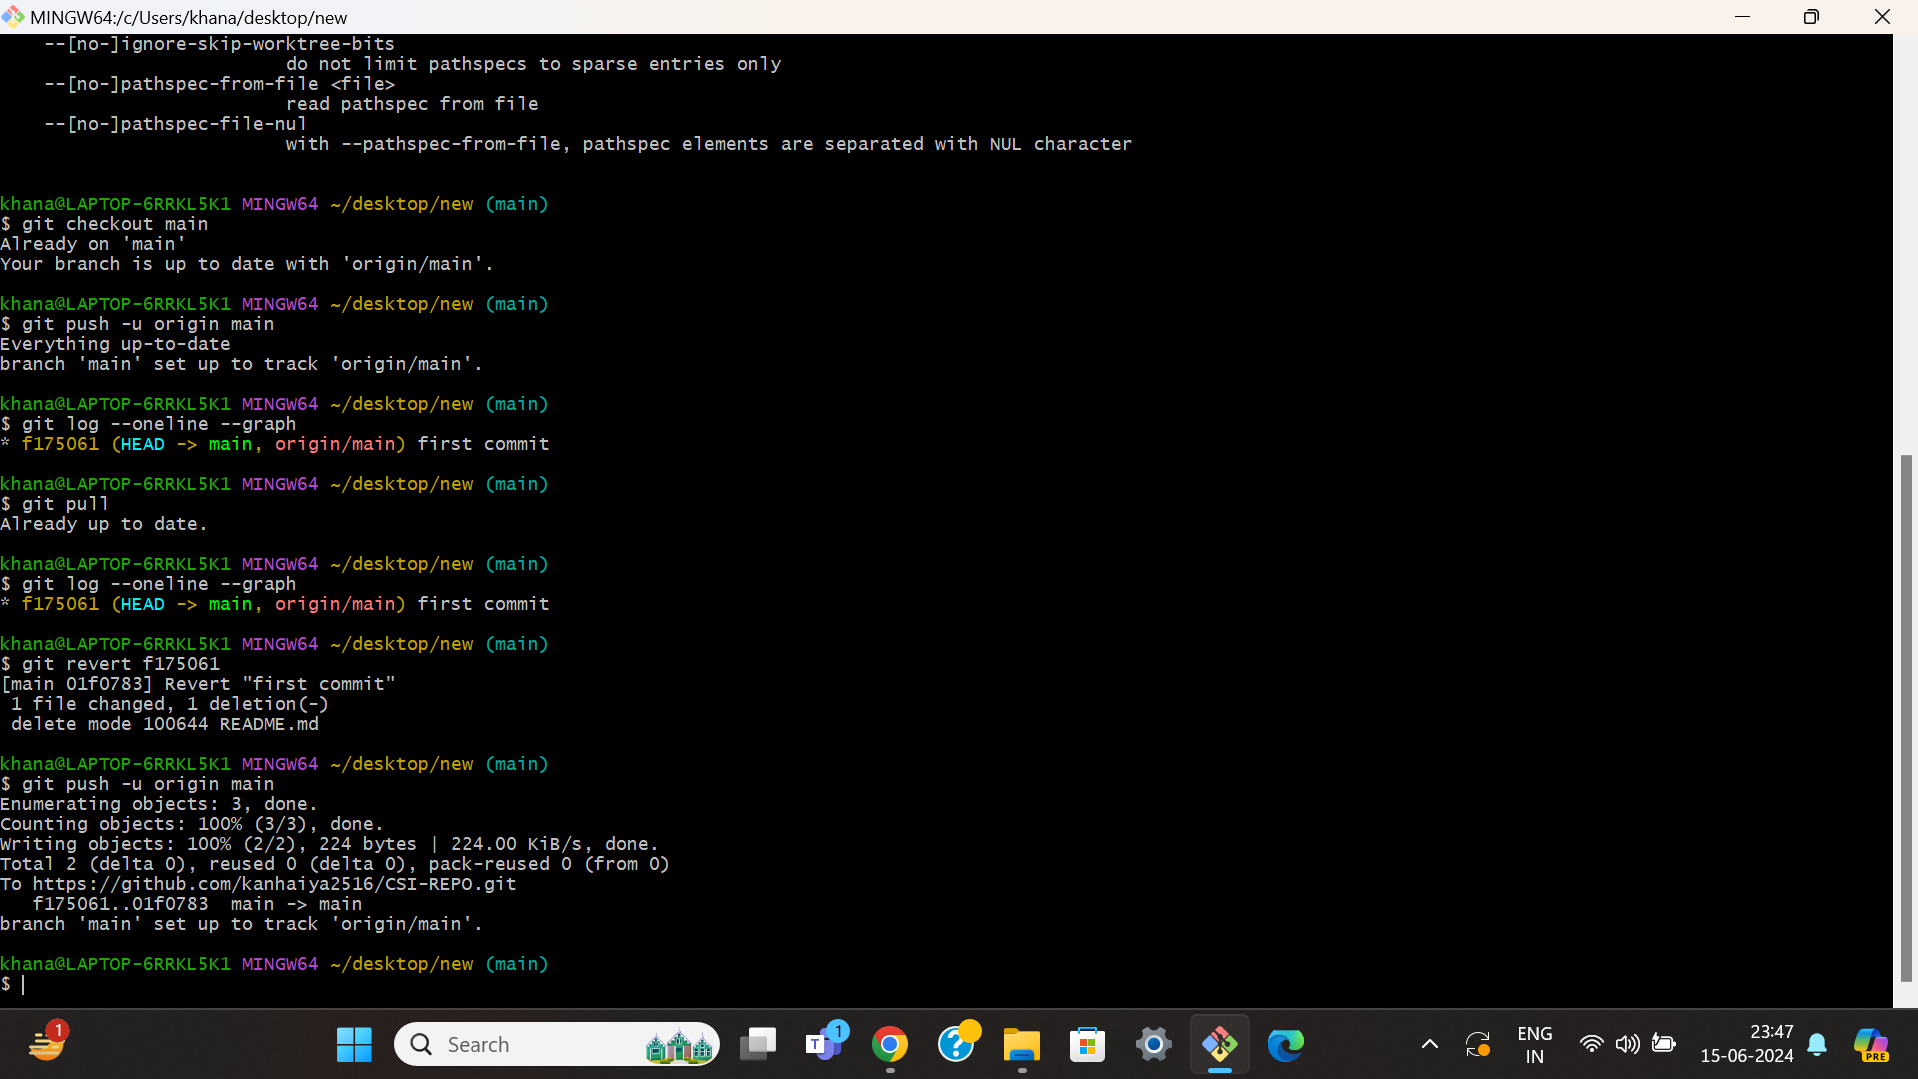 MINGW64:/c/Users/khana/desktop/new
--[no-]ignore-skip-worktree-bits
do not limit pathspecs to sparse entries only
--[no-]pathspec-from-file <file>
read pathspec from file
--[no-]pathspec-file-nul
with --pathspec-from-file, pathspec elements are separated with NUL character
khana@LAPTOP-6RRKL5K1 MINGW64 ~/desktop/new (main)
$ git checkout main
Already on 'main'
Your branch is up to date with 'origin/main'.
khana@LAPTOP-6RRKL5K1 MINGW64 ~/desktop/new (main)
$ git push -u origin main
Everything up-to-date
branch 'main' set up to track 'origin/main'.
khana@LAPTOP-6RRKL5K1 MINGW64 ~/desktop/new (main)
$ git log --oneline --graph
* f175061 (HEAD -> main, origin/main) first commit
khana@LAPTOP-6RRKL5K1 MINGW64 ~/desktop/new (main)
$ git pull
Already up to date.
khana@LAPTOP-6RRKL5K1 MINGW64 ~/desktop/new (main)
$ git log --oneline --graph
* f175061 (HEAD -> main, origin/main) first commit
khana@LAPTOP-6RRKL5K1 MINGW64 ~/desktop/new (main)
$ git revert f175061
[main 01f0783] Revert "first commit"
1 file changed, 1 deletion(-)
delete mode 100644 README.md
khana@LAPTOP-6RRKL5K1 MINGW64 ~/desktop/new (main)
$ git push -u origin main
Enumerating objects: 3, done.
Counting objects: 100% (3/3), done.
Writing objects: 100% (2/2), 224 bytes | 224.00 KiB/s, done.
Total 2 (delta 0), reused 0 (delta 0), pack-reused 0 (from 0)
To https://github.com/kanhaiya2516/CSI-REPO.git
f175061..01f0783  main -> main
branch 'main' set up to track 'origin/main'.
khana@LAPTOP-6RRKL5K1 MINGW64 ~/desktop/new (main)
$
1
Search
T 1
?
ENG
IN
23:47
15-06-2024
PRE